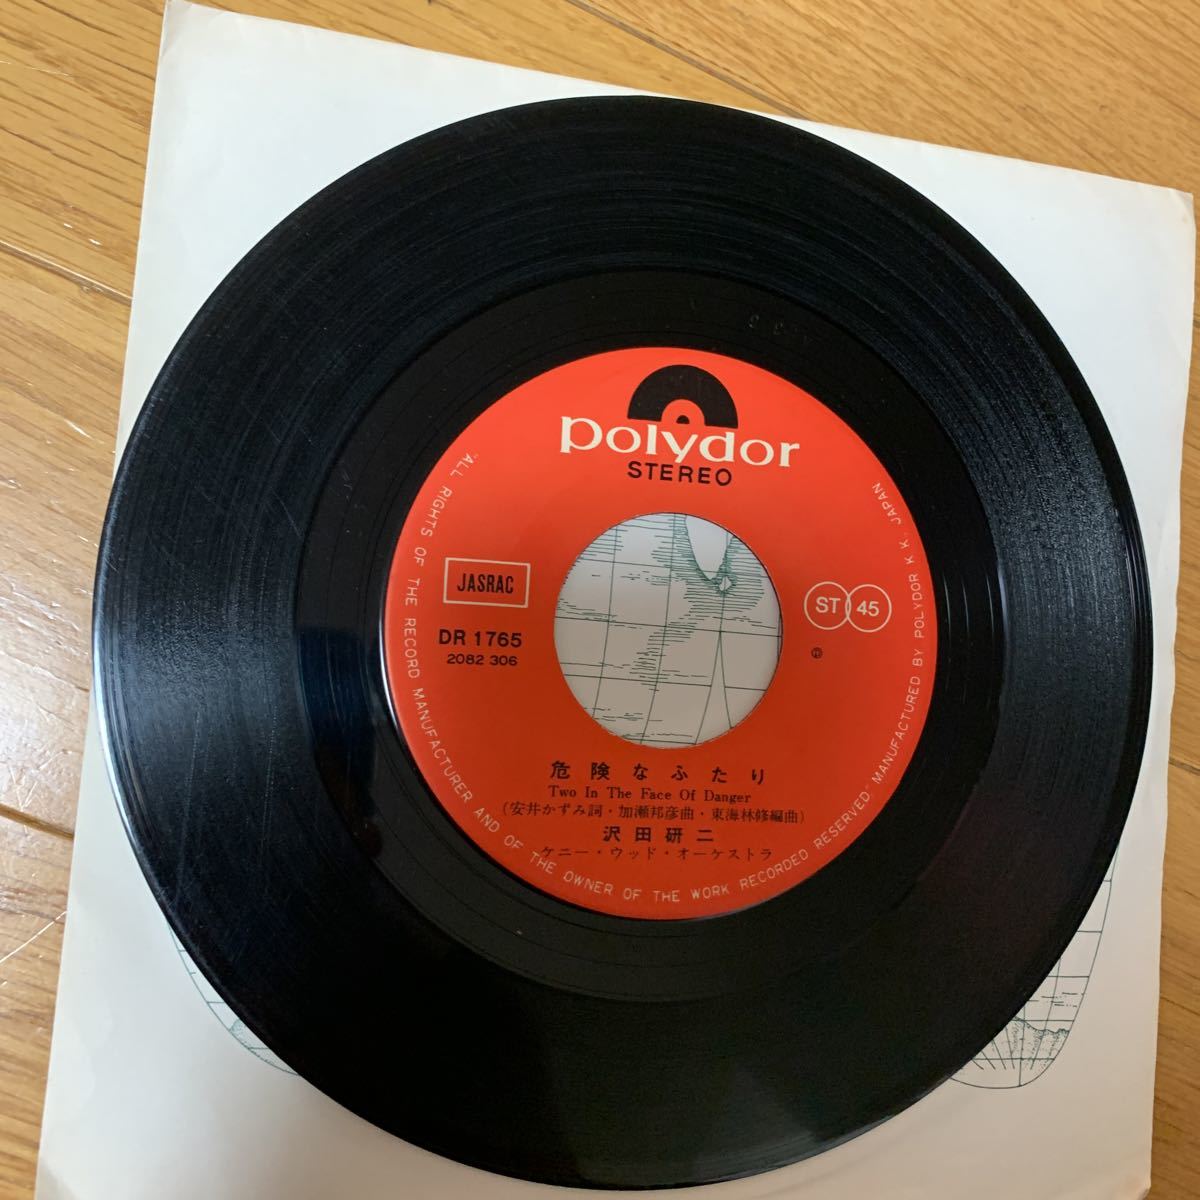 polydor
STEREO
JASRAC
DR 1765
2082 306
ST 45
℗
危険なふたり
Two In The Face Of Danger
(安井かずみ詞・加瀬邦彦曲・東海林修編曲)
沢田研二
ケニー・ウッド・オーケストラ
"ALL RIGHTS OF THE RECORD MANUFACTURER AND OF THE OWNER OF THE WORK RECORDED RESERVED" MANUFACTURED BY POLYDOR K.K., JAPAN